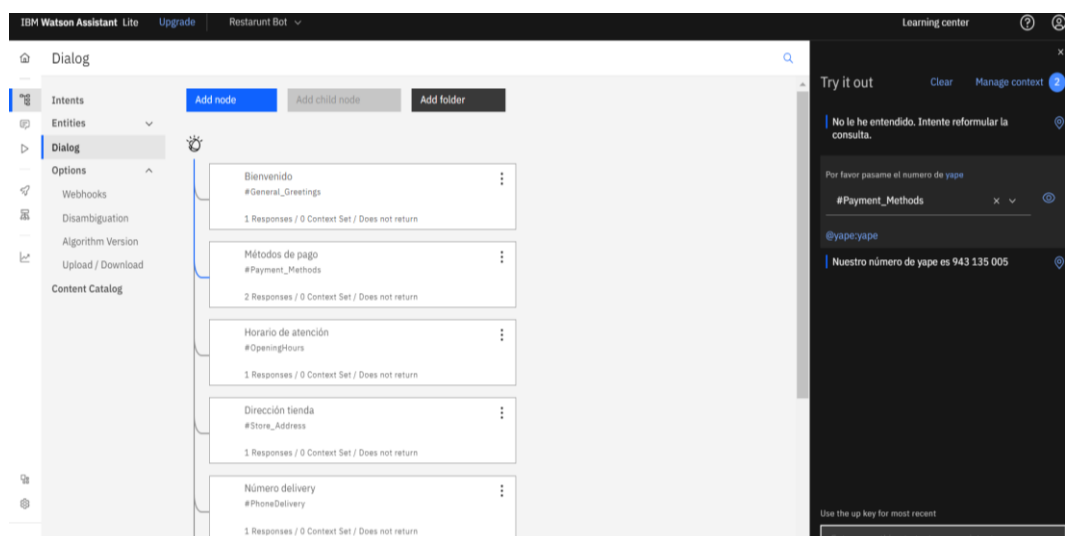 IBM Watson Assistant Lite Upgrade Restarunt Bot Learning center
Dialog
Intents
Entities
Dialog
Options
Webhooks
Disambiguation
Algorithm Version
Upload / Download
Content Catalog
Add node Add child node Add folder
Bienvenido
#General_Greetings
1 Responses / 0 Context Set / Does not return
Métodos de pago
#Payment_Methods
2 Responses / 0 Context Set / Does not return
Horario de atención
#OpeningHours
1 Responses / 0 Context Set / Does not return
Dirección tienda
#Store_Address
1 Responses / 0 Context Set / Does not return
Número delivery
#PhoneDelivery
1 Responses / 0 Context Set / Does not return
Try it out Clear Manage context 2
No le he entendido. Intente reformular la
consulta.
Por favor pasame el numero de yape
#Payment_Methods
@yape:yape
Nuestro número de yape es 943 135 005
Use the up key for most recent